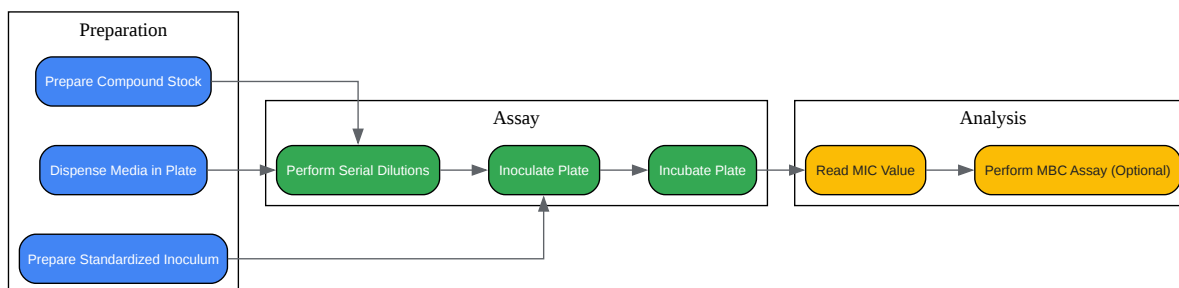 Preparation
Prepare Compound Stock
Dispense Media in Plate
Prepare Standardized Inoculum
Assay
Perform Serial Dilutions
Inoculate Plate
Incubate Plate
Analysis
Read MIC Value
Perform MBC Assay (Optional)